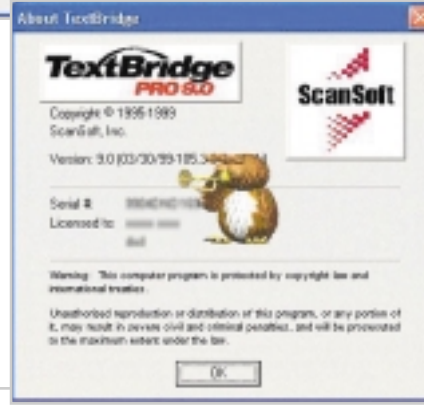 About TextBridge
TextBridge
PRO 9.0
ScanSoft
Copyright © 1995-1999
ScanSoft, Inc.
Version: 9.0 (03/30/99-105.3
Serial #:
Licensed to:
Warning: This computer program is protected by copyright law and
international treaties.
Unauthorized reproduction or distribution of this program, or any portion of
it, may result in severe civil and criminal penalties, and will be prosecuted
to the maximum extent under the law.
OK